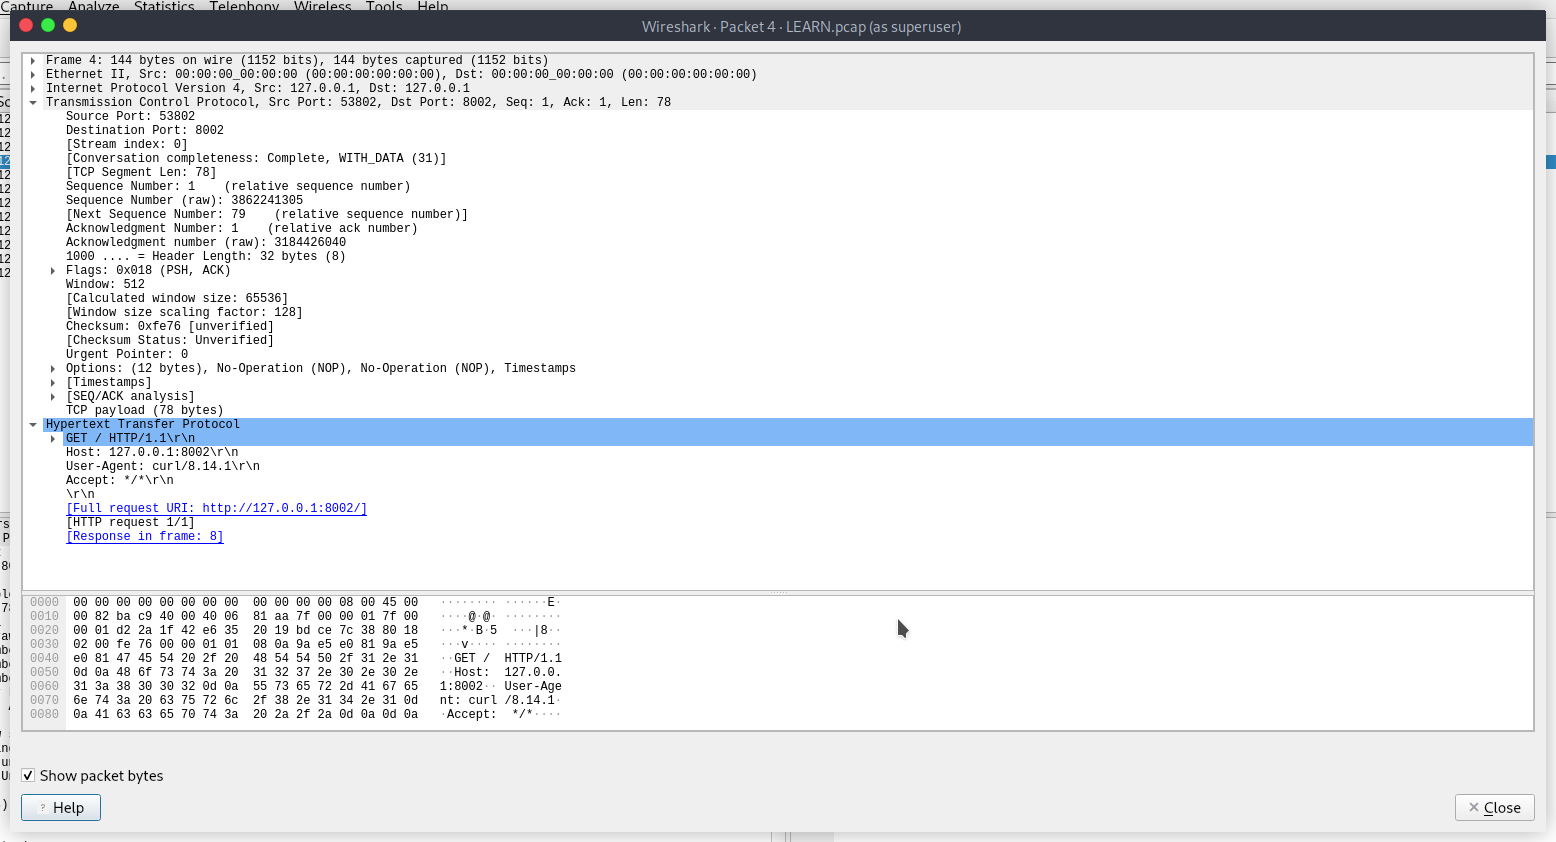 Capture Analyze Statistics Telephony Wireless Tools Help
Wireshark · Packet 4 · LEARN.pcap (as superuser)
Frame 4: 144 bytes on wire (1152 bits), 144 bytes captured (1152 bits)
Ethernet II, Src: 00:00:00_00:00:00 (00:00:00:00:00:00), Dst: 00:00:00_00:00:00 (00:00:00:00:00:00)
Internet Protocol Version 4, Src: 127.0.0.1, Dst: 127.0.0.1
Transmission Control Protocol, Src Port: 53802, Dst Port: 8002, Seq: 1, Ack: 1, Len: 78
Source Port: 53802
Destination Port: 8002
[Stream index: 0]
[Conversation completeness: Complete, WITH_DATA (31)]
[TCP Segment Len: 78]
Sequence Number: 1    (relative sequence number)
Sequence Number (raw): 3862241305
[Next Sequence Number: 79    (relative sequence number)]
Acknowledgment Number: 1    (relative ack number)
Acknowledgment number (raw): 3184426040
1000 .... = Header Length: 32 bytes (8)
Flags: 0x018 (PSH, ACK)
Window: 512
[Calculated window size: 65536]
[Window size scaling factor: 128]
Checksum: 0xfe76 [unverified]
[Checksum Status: Unverified]
Urgent Pointer: 0
Options: (12 bytes), No-Operation (NOP), No-Operation (NOP), Timestamps
[Timestamps]
[SEQ/ACK analysis]
TCP payload (78 bytes)
Hypertext Transfer Protocol
GET / HTTP/1.1\r\n
Host: 127.0.0.1:8002\r\n
User-Agent: curl/8.14.1\r\n
Accept: */*\r\n
\r\n
[Full request URI: http://127.0.0.1:8002/]
[HTTP request 1/1]
[Response in frame: 8]
0000 00 00 00 00 00 00 00 00 00 00 00 00 08 00 45 00 ········ ······E·
0010 00 82 ba c9 40 00 40 06 81 aa 7f 00 00 01 7f 00 ····@·@· ········
0020 00 01 d2 2a 1f 42 e6 35 20 19 bd ce 7c 38 80 18 ···*·B·5 ···|8··
0030 02 00 fe 76 00 00 01 01 08 0a 9a e5 e0 81 9a e5 ···v···· ········
0040 e0 81 47 45 54 20 2f 20 48 54 54 50 2f 31 2e 31 ··GET / HTTP/1.1
0050 0d 0a 48 6f 73 74 3a 20 31 32 37 2e 30 2e 30 2e ··Host: 127.0.0.
0060 31 3a 38 30 30 32 0d 0a 55 73 65 72 2d 41 67 65 1:8002·· User-Age
0070 6e 74 3a 20 63 75 72 6c 2f 38 2e 31 34 2e 31 0d nt: curl /8.14.1·
0080 0a 41 63 63 65 70 74 3a 20 2a 2f 2a 0d 0a 0d 0a ·Accept: */*····
Show packet bytes
Help
Close